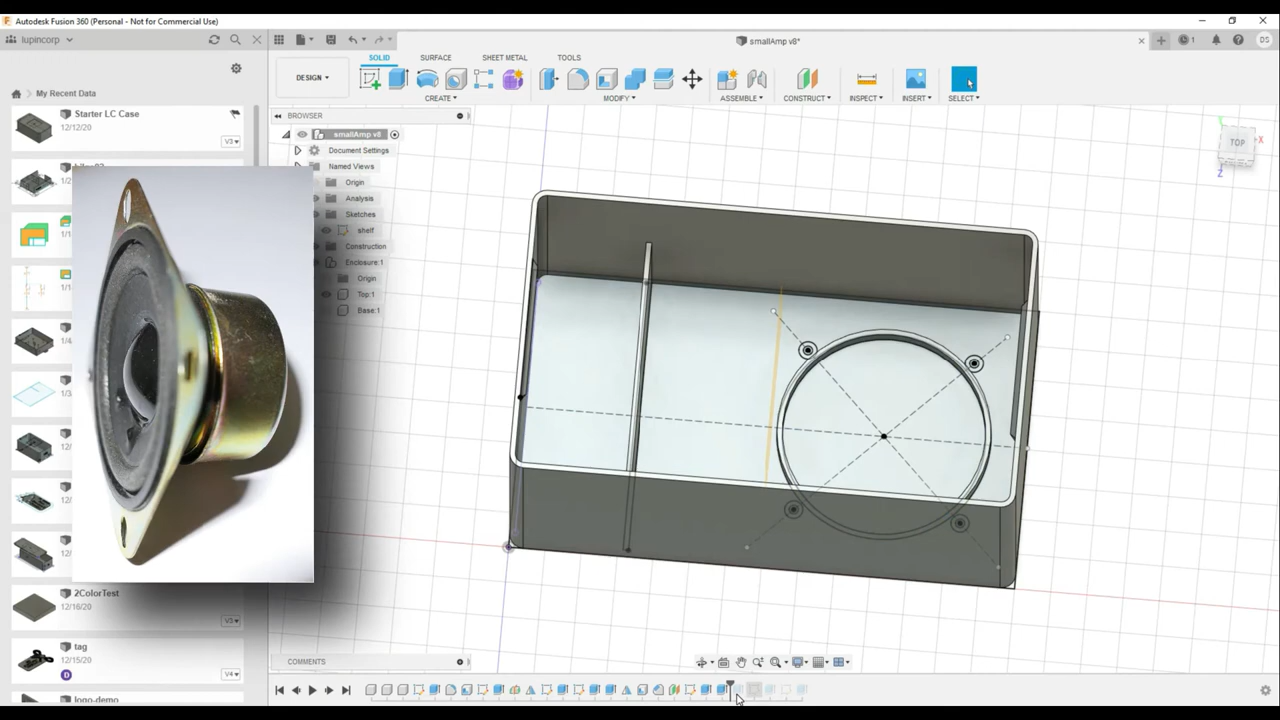 Autodesk Fusion 360 (Personal - Not for Commercial Use)
lupincorp
smallAmp v8*
1
DS
SOLID
SURFACE
SHEET METAL
TOOLS
DESIGN
CREATE
MODIFY
ASSEMBLE
CONSTRUCT
INSPECT
INSERT
SELECT
My Recent Data
Starter LC Case
12/12/20
V3
BROWSER
smallAmp v8
Document Settings
Named Views
Origin
Analysis
Sketches
shelf
Construction
Enclosure:1
Origin
Top:1
Base:1
TOP
X
Z
2ColorTest
12/16/20
V3
tag
12/15/20
D
V4
logo-demo
COMMENTS